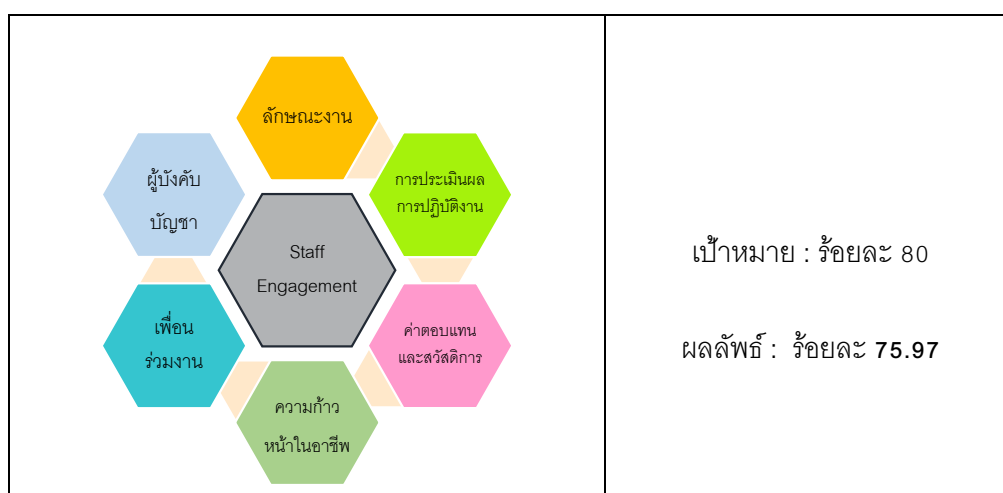 ลักษณะงาน
ผู้บังคับ
บัญชา
การประเมินผล
การปฏิบัติงาน
Staff
Engagement
เพื่อน
ร่วมงาน
ค่าตอบแทน
และสวัสดิการ
ความก้าว
หน้าในอาชีพ
เป้าหมาย : ร้อยละ 80
ผลลัพธ์ : ร้อยละ 75.97